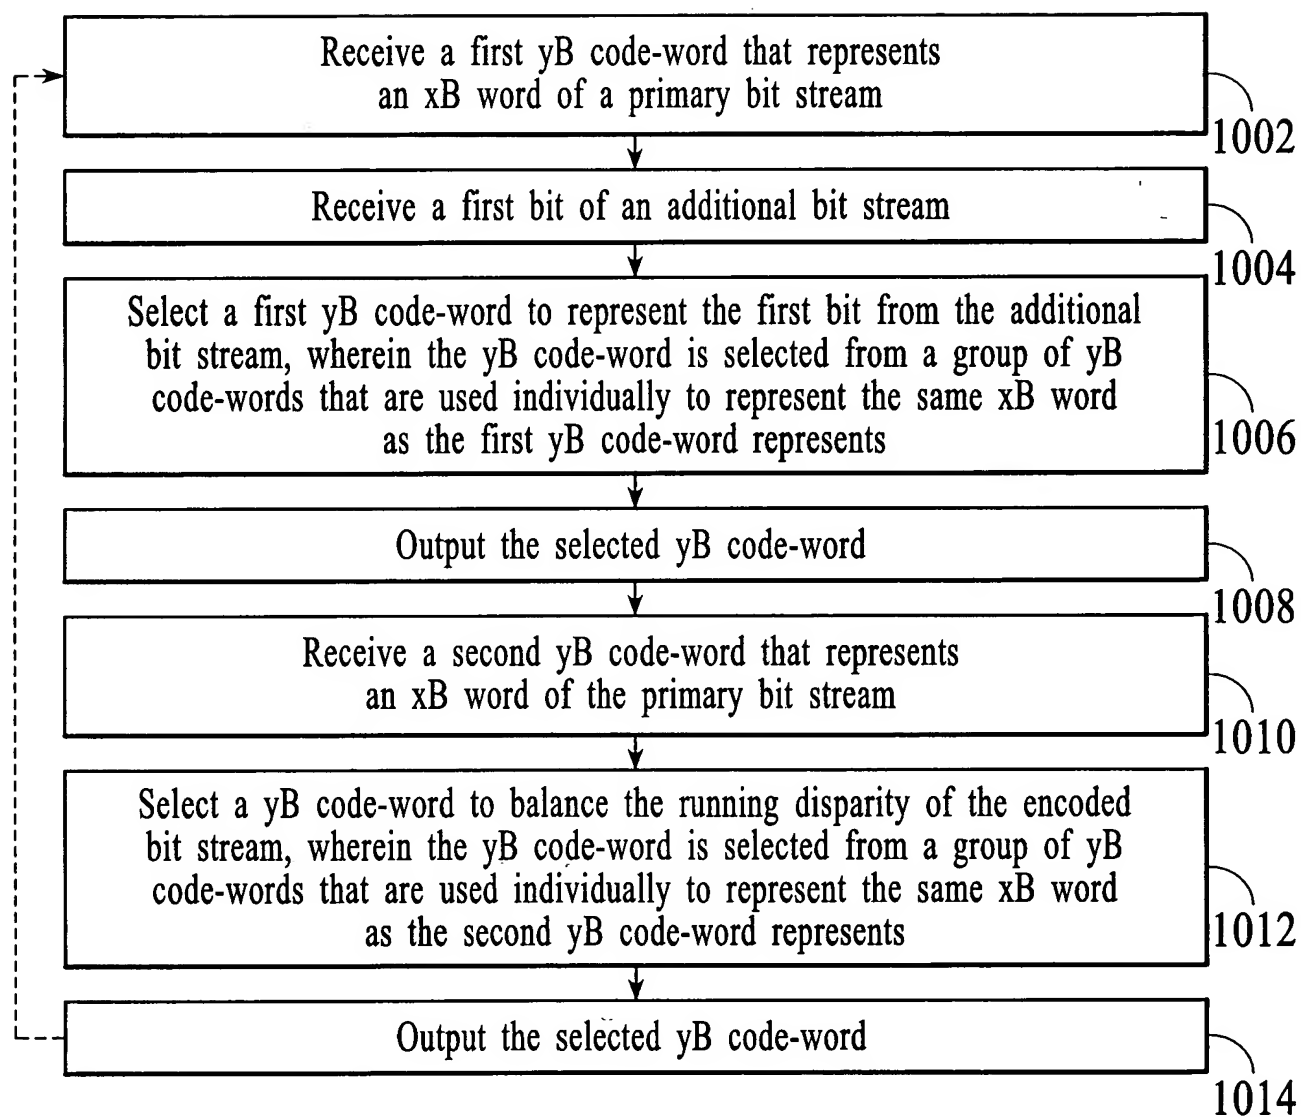 Receive a first yB code-word that represents
an xB word of a primary bit stream
1002
Receive a first bit of an additional bit stream
1004
Select a first yB code-word to represent the first bit from the additional
bit stream, wherein the yB code-word is selected from a group of yB
code-words that are used individually to represent the same xB word
as the first yB code-word represents
1006
Output the selected yB code-word
1008
Receive a second yB code-word that represents
an xB word of the primary bit stream
1010
Select a yB code-word to balance the running disparity of the encoded
bit stream, wherein the yB code-word is selected from a group of yB
code-words that are used individually to represent the same xB word
as the second yB code-word represents
1012
Output the selected yB code-word
1014